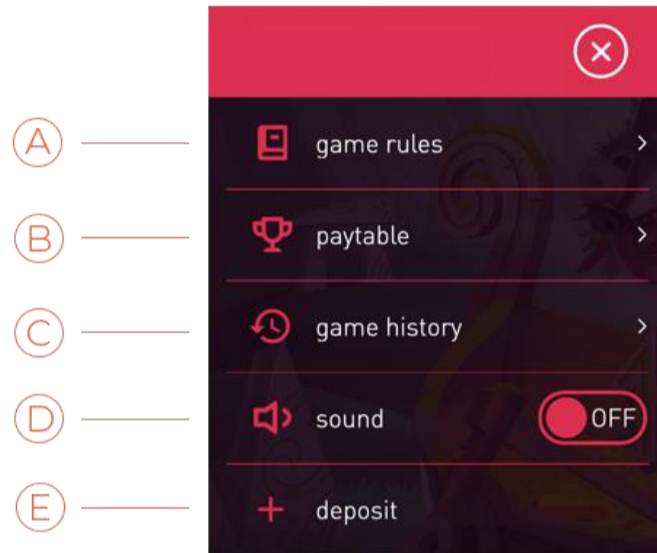 A game rules
B paytable
C game history
D sound OFF
E deposit